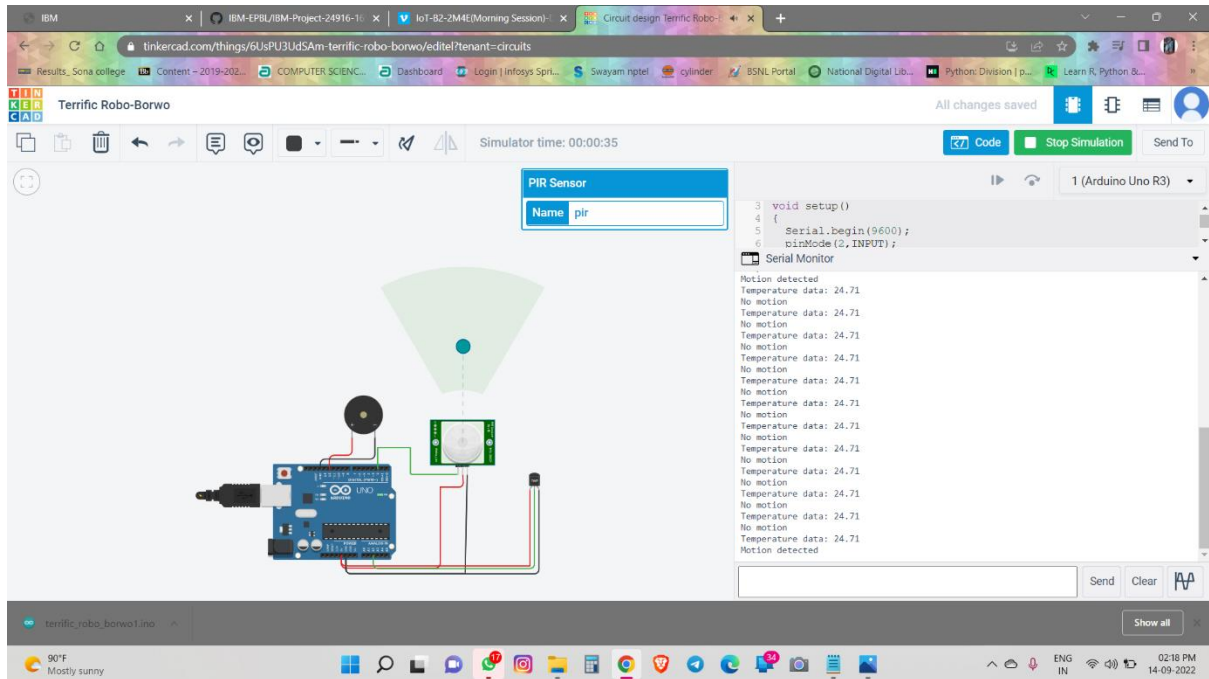 IBM
IBM-EPBL/IBM-Project-24916-16
IoT-B2-2M4E(Morning Session)-I
Circuit design Terrific Robo-
tinkercad.com/things/6UsPU3UdSAm-terrific-robo-borwo/editel?tenant=circuits
Results_Sona college
Content – 2019-202...
COMPUTER SCIENC...
Dashboard
Login | Infosys Spri...
Swayam nptel
cylinder
BSNL Portal
National Digital Lib...
Python: Division | p...
Learn R, Python &...
TINKERCAD
Terrific Robo-Borwo
All changes saved
Simulator time: 00:00:35
Code
Stop Simulation
Send To
PIR Sensor
Name pir
1 (Arduino Uno R3)
3 void setup()
4 {
5 Serial.begin(9600);
6 pinMode(2,INPUT);
Serial Monitor
Motion detected
Temperature data: 24.71
No motion
Temperature data: 24.71
No motion
Temperature data: 24.71
No motion
Temperature data: 24.71
No motion
Temperature data: 24.71
No motion
Temperature data: 24.71
No motion
Temperature data: 24.71
No motion
Temperature data: 24.71
No motion
Temperature data: 24.71
No motion
Temperature data: 24.71
No motion
Temperature data: 24.71
No motion
Temperature data: 24.71
Motion detected
UNO
ARDUINO
Send
Clear
terrific_robo_borwo1.ino
Show all
90°F
Mostly sunny
17
34
ENG
IN
02:18 PM
14-09-2022